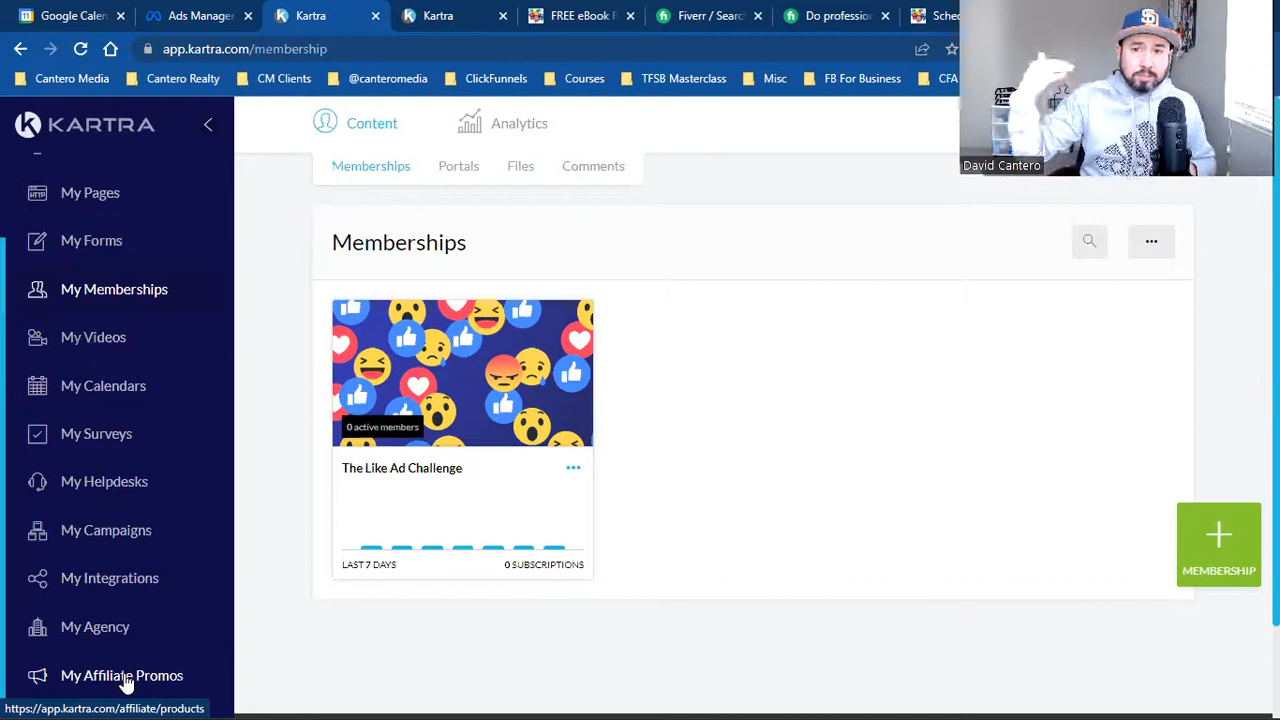 Google Calen
Ads Manager
Kartra
Kartra
FREE eBook F
Fiverr / Searc
Do profession
Sched
app.kartra.com/membership
Cantero Media
Cantero Realty
CM Clients
@canteromedia
ClickFunnels
Courses
TFSB Masterclass
Misc
FB For Business
CFA
KARTRA
Content
Analytics
Memberships
Portals
Files
Comments
David Cantero
My Pages
My Forms
My Memberships
My Videos
My Calendars
My Surveys
My Helpdesks
My Campaigns
My Integrations
My Agency
My Affiliate Promos
https://app.kartra.com/affiliate/products
Memberships
0 active members
The Like Ad Challenge
LAST 7 DAYS
0 SUBSCRIPTIONS
MEMBERSHIP